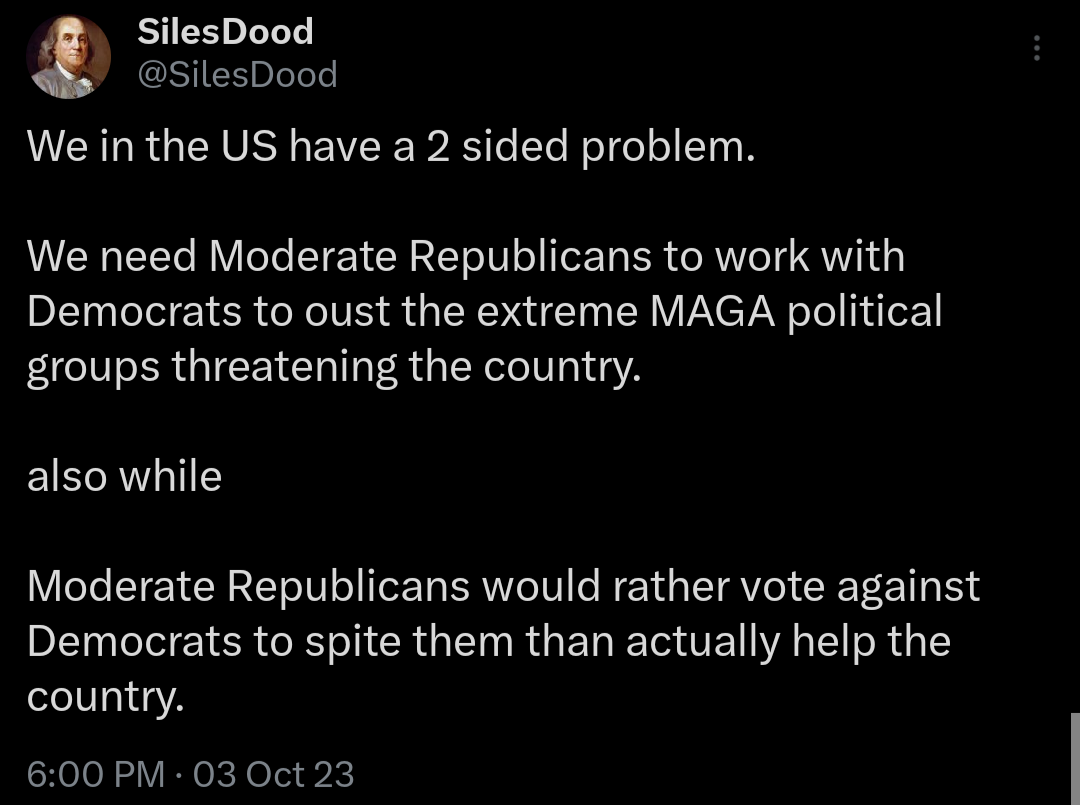 SilesDood
@SilesDood
We in the US have a 2 sided problem.
We need Moderate Republicans to work with
Democrats to oust the extreme MAGA political
groups threatening the country.
also while
Moderate Republicans would rather vote against
Democrats to spite them than actually help the
country.
6:00 PM · 03 Oct 23